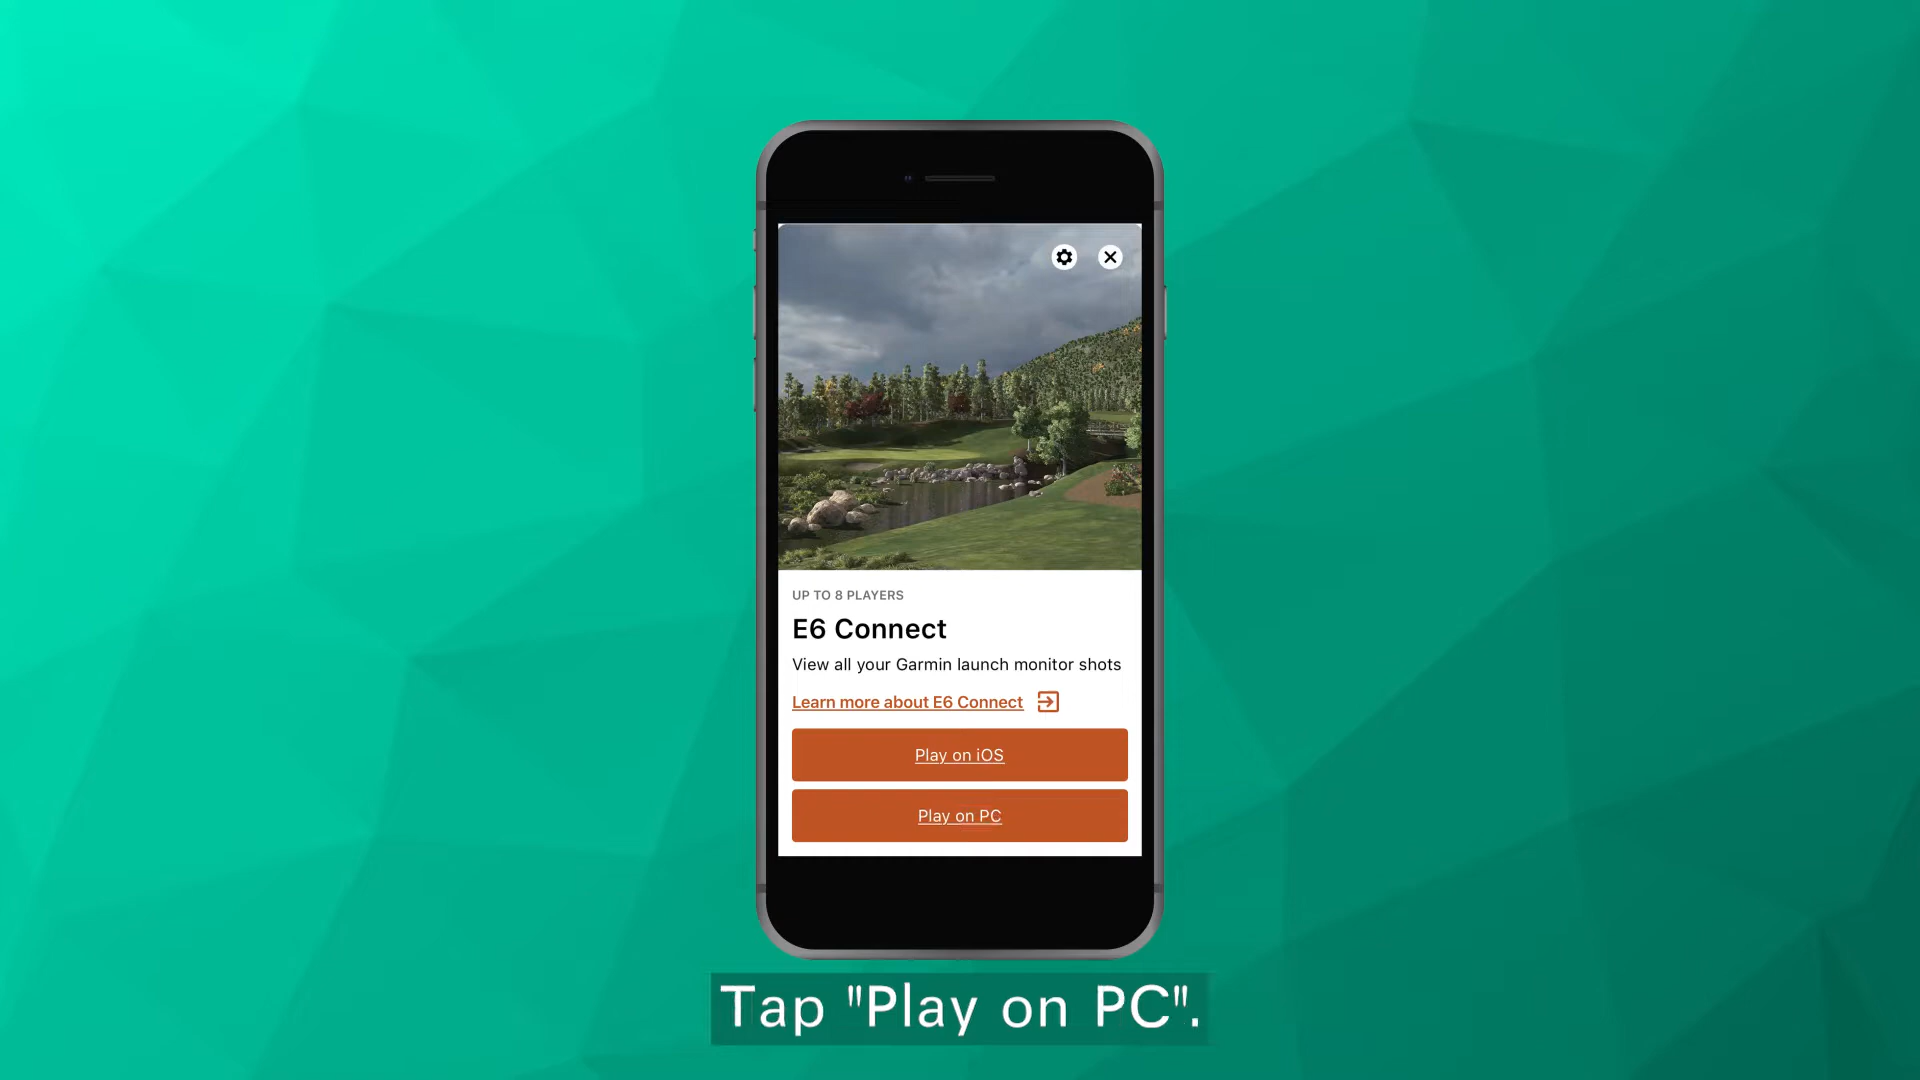 UP TO 8 PLAYERS
E6 Connect
View all your Garmin launch monitor shots
Learn more about E6 Connect
Play on iOS
Play on PC
Tap "Play on PC".